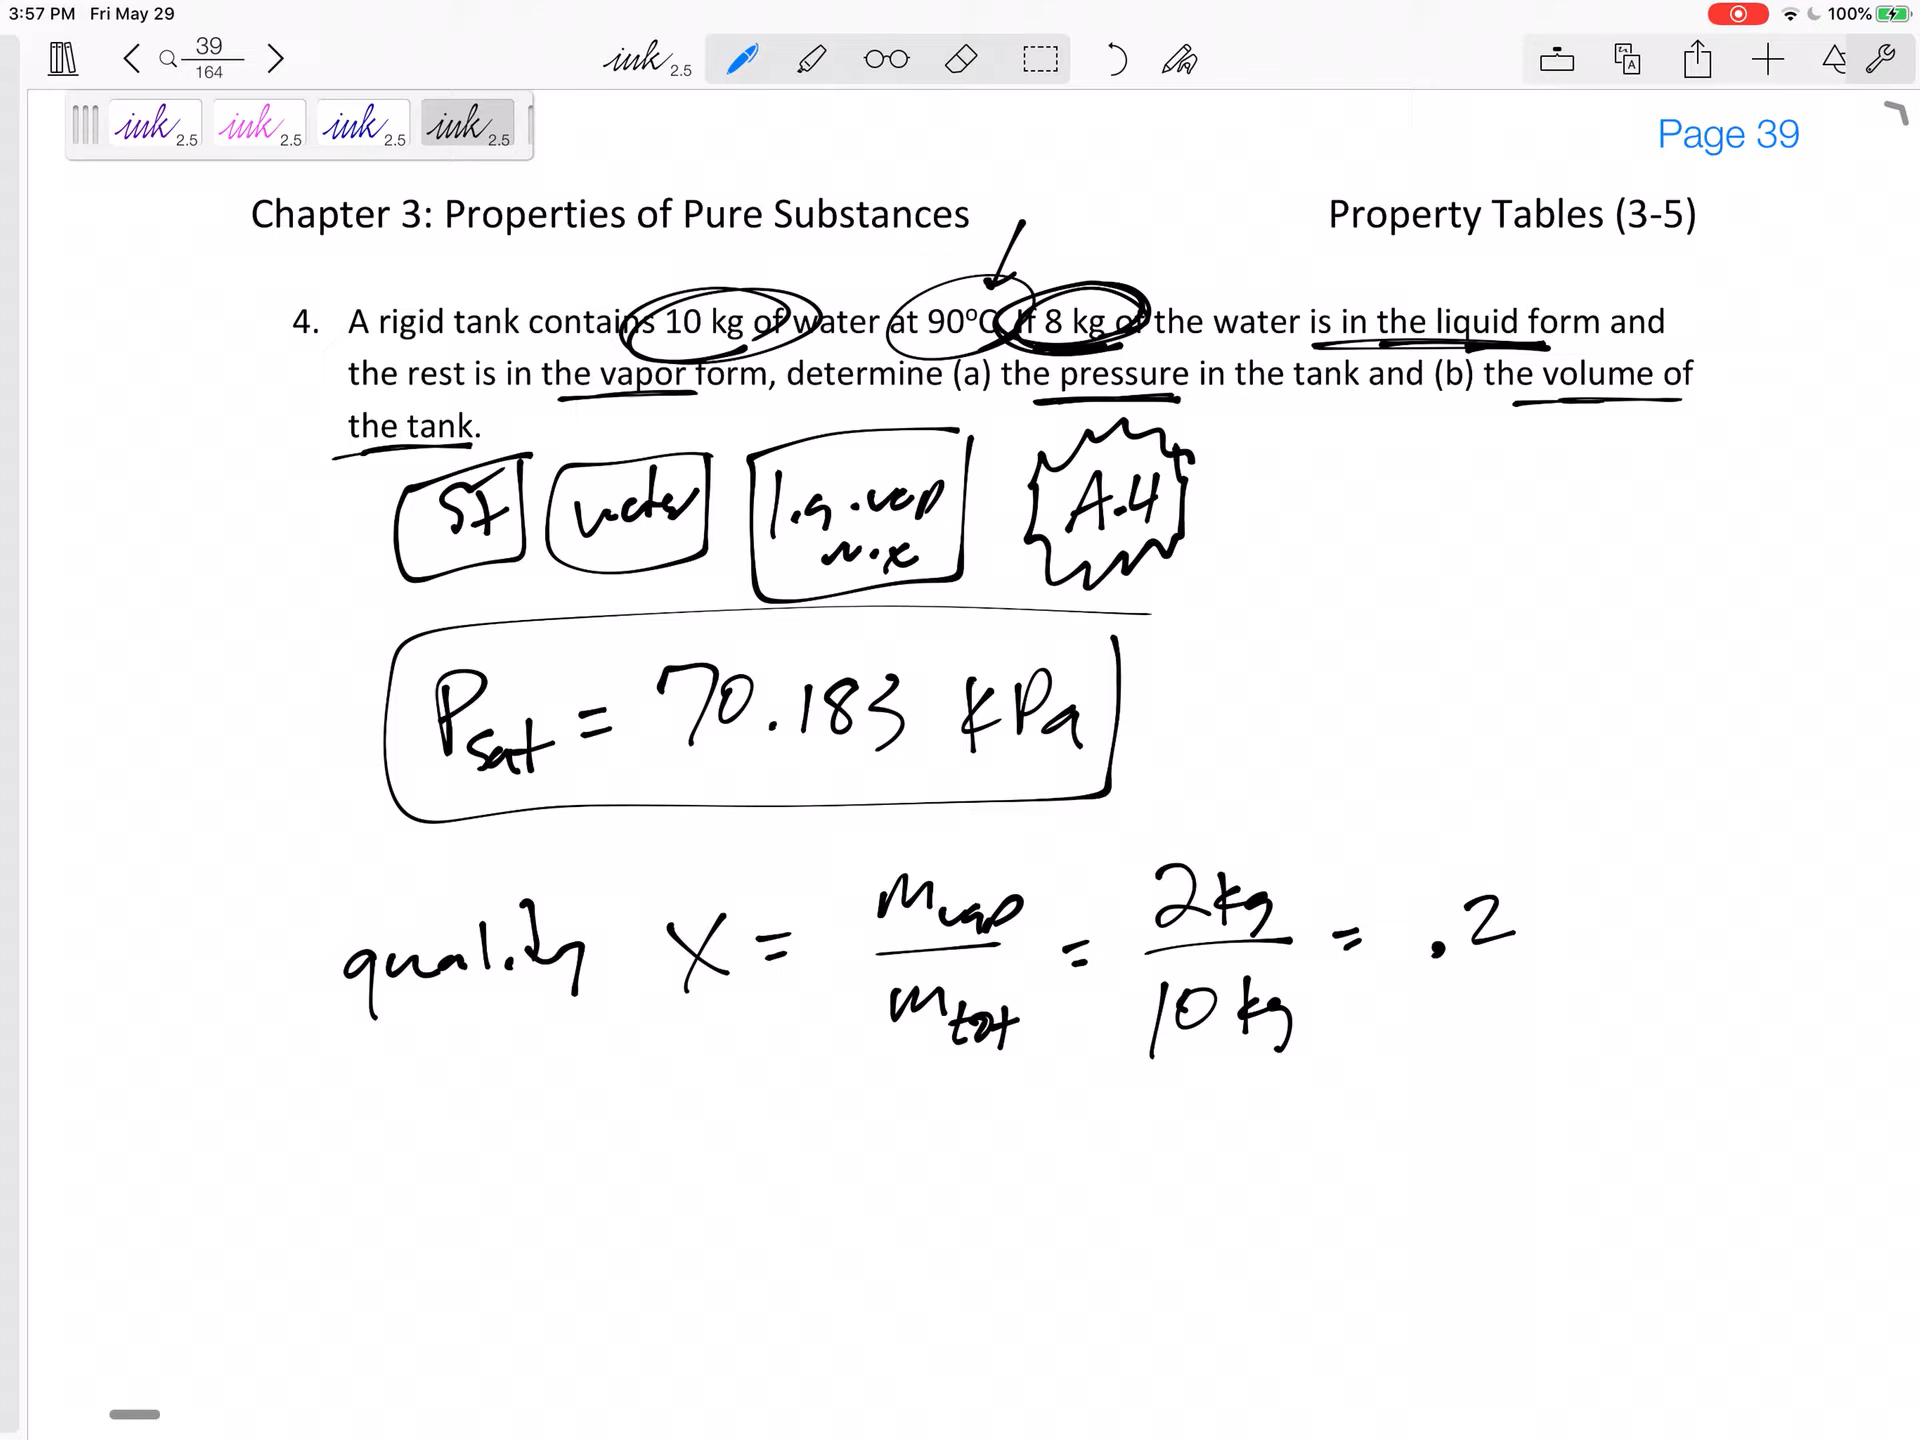 3:57 PM Fri May 29
100%
39
164
ink 2.5
ink 2.5 ink 2.5 ink 2.5 ink 2.5
Page 39
Chapter 3: Properties of Pure Substances Property Tables (3-5)
4. A rigid tank contains 10 kg of water at 90°C. If 8 kg of the water is in the liquid form and
the rest is in the vapor form, determine (a) the pressure in the tank and (b) the volume of
the tank.
SI water liq.vap A-4
mix
Psat = 70.183 kPa
quality X = mvap / mtot = 2kg / 10 kg = .2